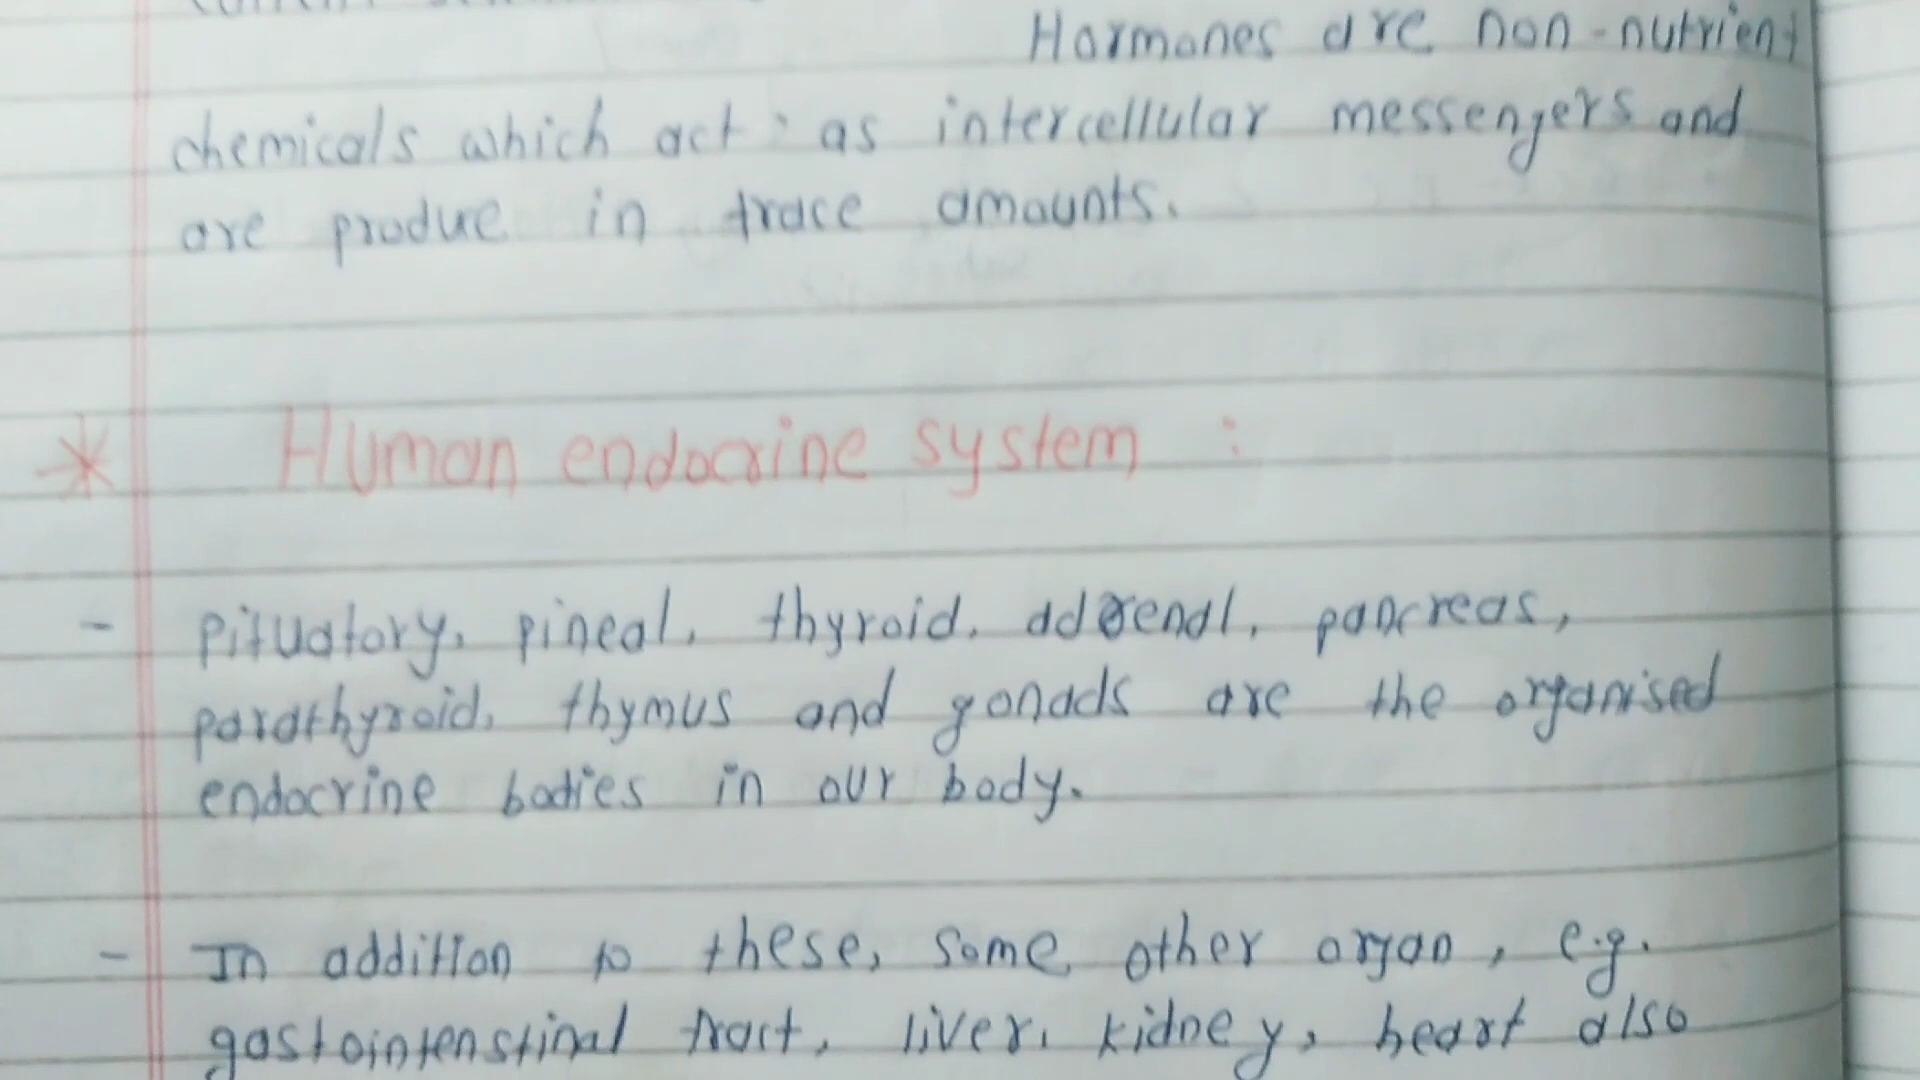 Hormones are non-nutrient
chemicals which act as intercellular messengers and
are produe in trace amounts.
* Human endocrine system :
- Pituatory, pineal, thyroid, adrenal, pancreas,
parathyroid, thymus and gonads are the organised
endocrine bodies in our body.
- In addition to these, some other organ, e.g.
gastointenstinal tract, liver, kidney, heart also